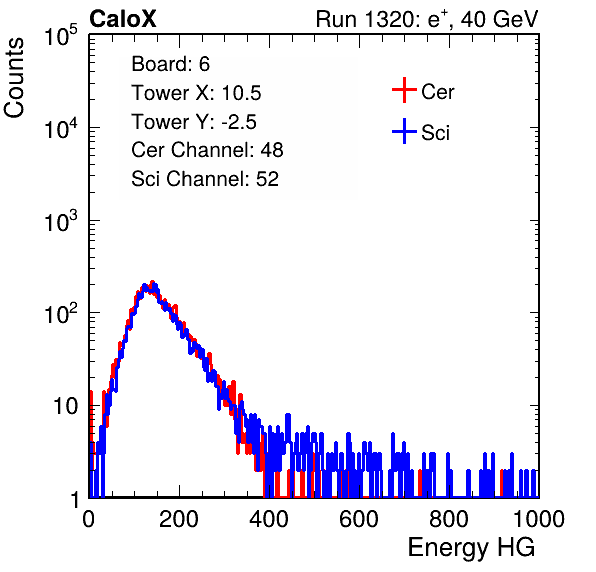 CaloX Run 1320: e⁺, 40 GeV
Counts
10⁵
10⁴
10³
10²
10
1
Board: 6
Tower X: 10.5
Tower Y: -2.5
Cer Channel: 48
Sci Channel: 52
Cer
Sci
0 200 400 600 800 1000
Energy HG